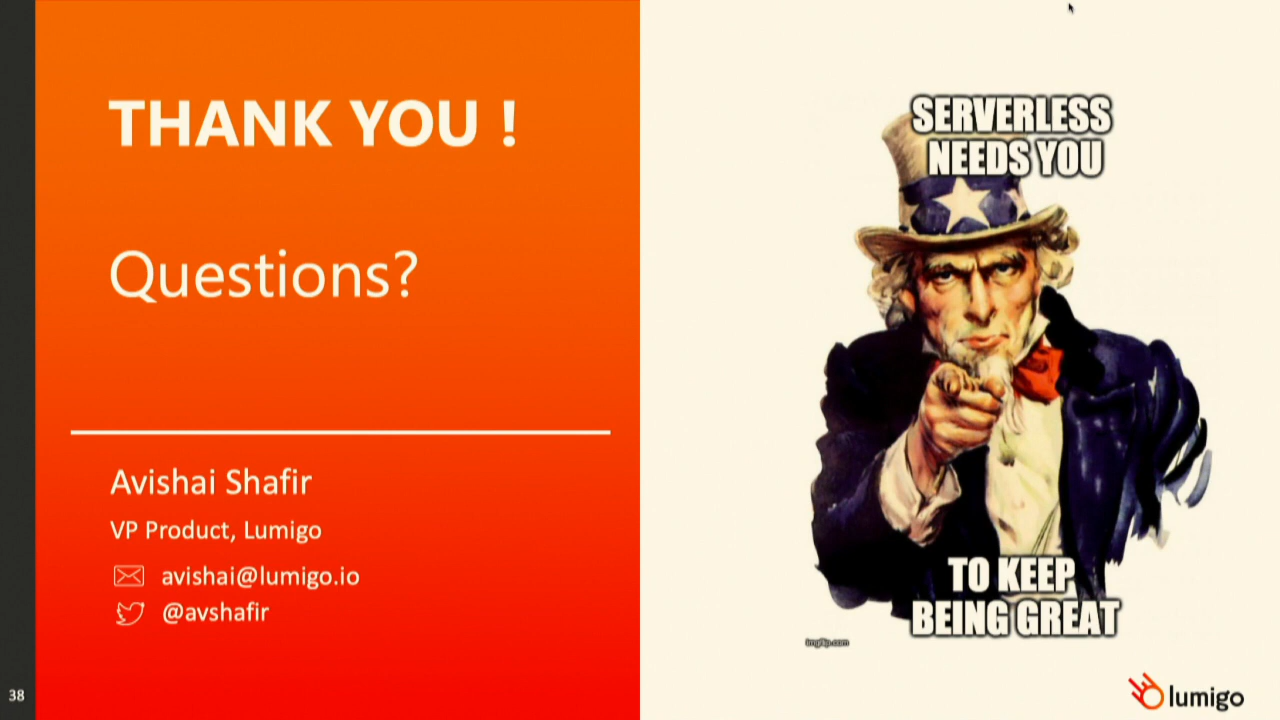 THANK YOU !
Questions?
Avishai Shafir
VP Product, Lumigo
avishai@lumigo.io
@avshafir
38
SERVERLESS
NEEDS YOU
TO KEEP
BEING GREAT
imgflip.com
lumigo